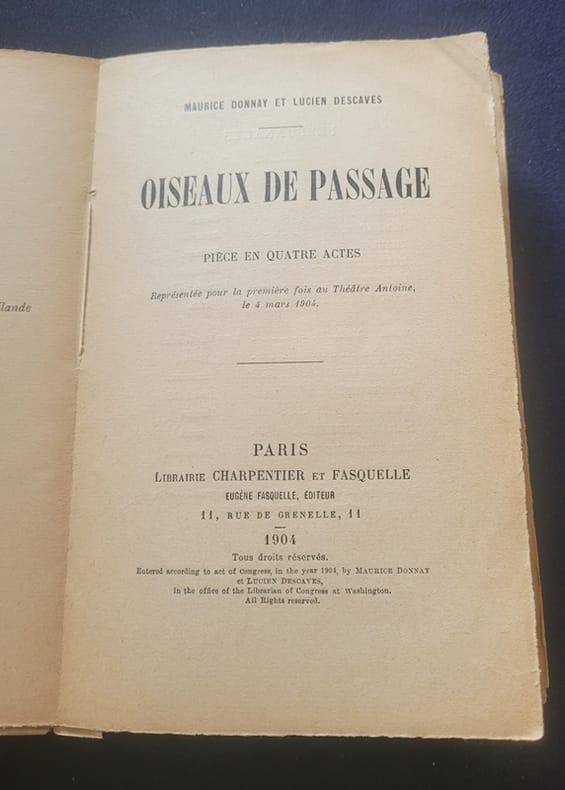 llande
MAURICE DONNAY ET LUCIEN DESCAVES
OISEAUX DE PASSAGE
PIÈCE EN QUATRE ACTES
Représentée pour la première fois au Théâtre Antoine,
le 4 mars 1904.
PARIS
LIBRAIRIE CHARPENTIER ET FASQUELLE
EUGÈNE FASQUELLE, ÉDITEUR
11, RUE DE GRENELLE, 11
1904
Tous droits réservés.
Entered according to act of Congress, in the year 1904, by MAURICE DONNAY
et LUCIEN DESCAVES,
in the office of the Librarian of Congress at Washington.
All Rights reserved.